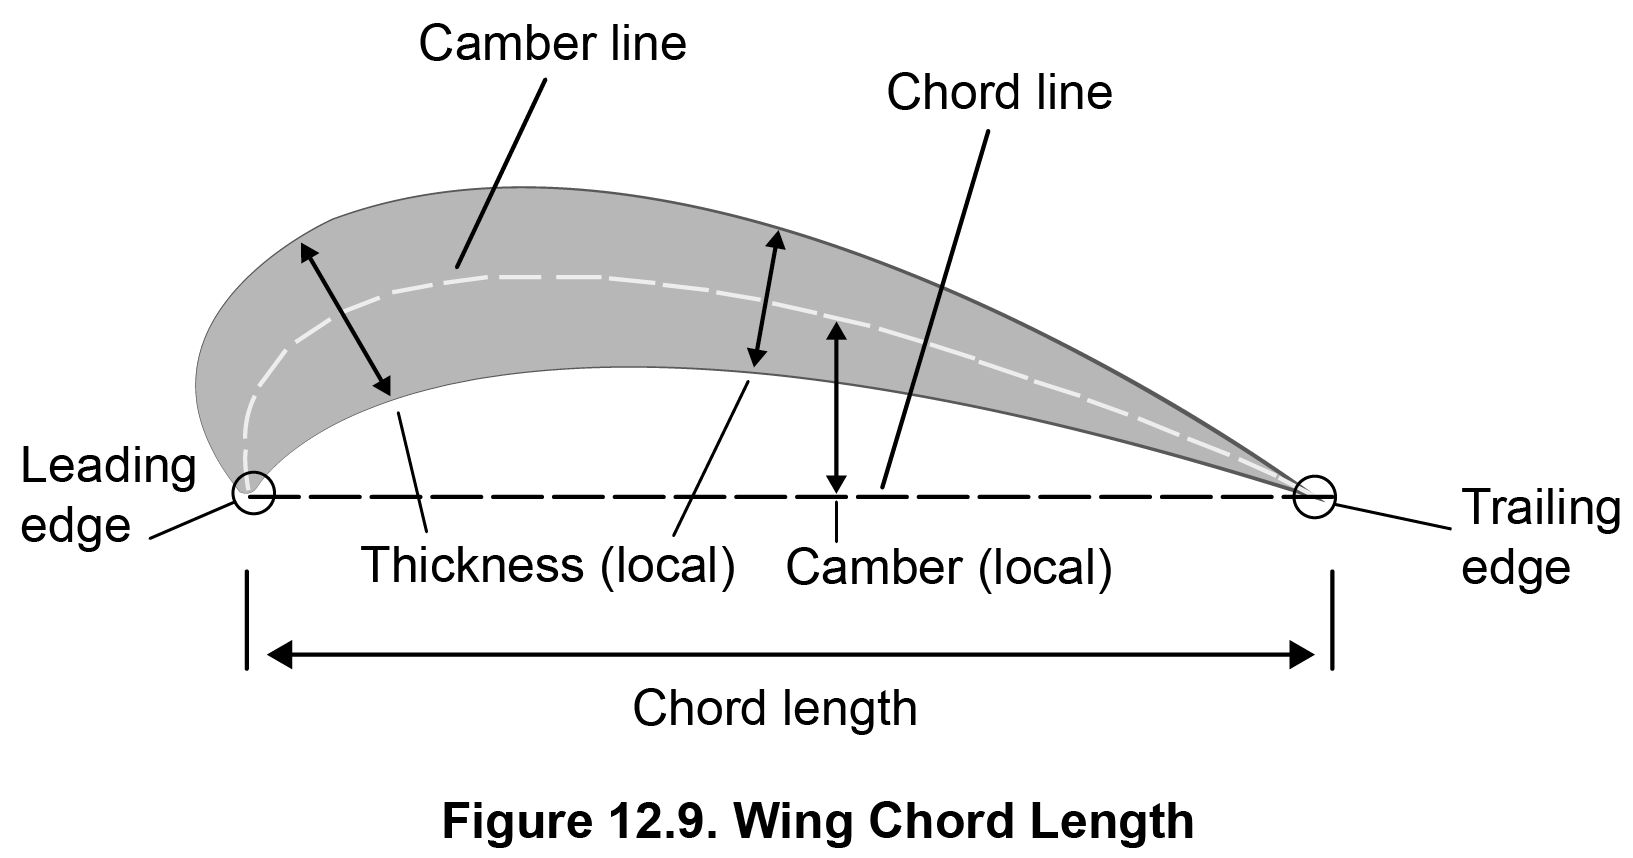 Camber line
Chord line
Leading
edge
Thickness (local)
Camber (local)
Trailing
edge
Chord length
Figure 12.9. Wing Chord Length